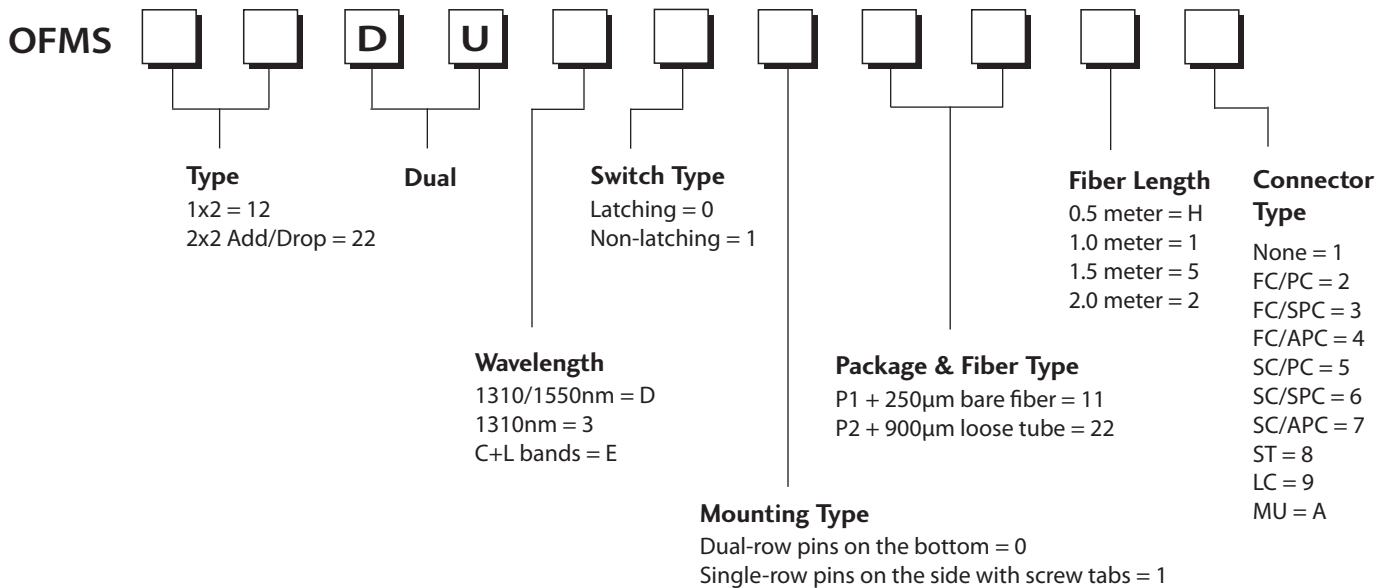 OFMS D U
Type
1x2 = 12
2x2 Add/Drop = 22
Dual
Wavelength
1310/1550nm = D
1310nm = 3
C+L bands = E
Switch Type
Latching = 0
Non-latching = 1
Mounting Type
Dual-row pins on the bottom = 0
Single-row pins on the side with screw tabs = 1
Package & Fiber Type
P1 + 250µm bare fiber = 11
P2 + 900µm loose tube = 22
Fiber Length
0.5 meter = H
1.0 meter = 1
1.5 meter = 5
2.0 meter = 2
Connector
Type
None = 1
FC/PC = 2
FC/SPC = 3
FC/APC = 4
SC/PC = 5
SC/SPC = 6
SC/APC = 7
ST = 8
LC = 9
MU = A